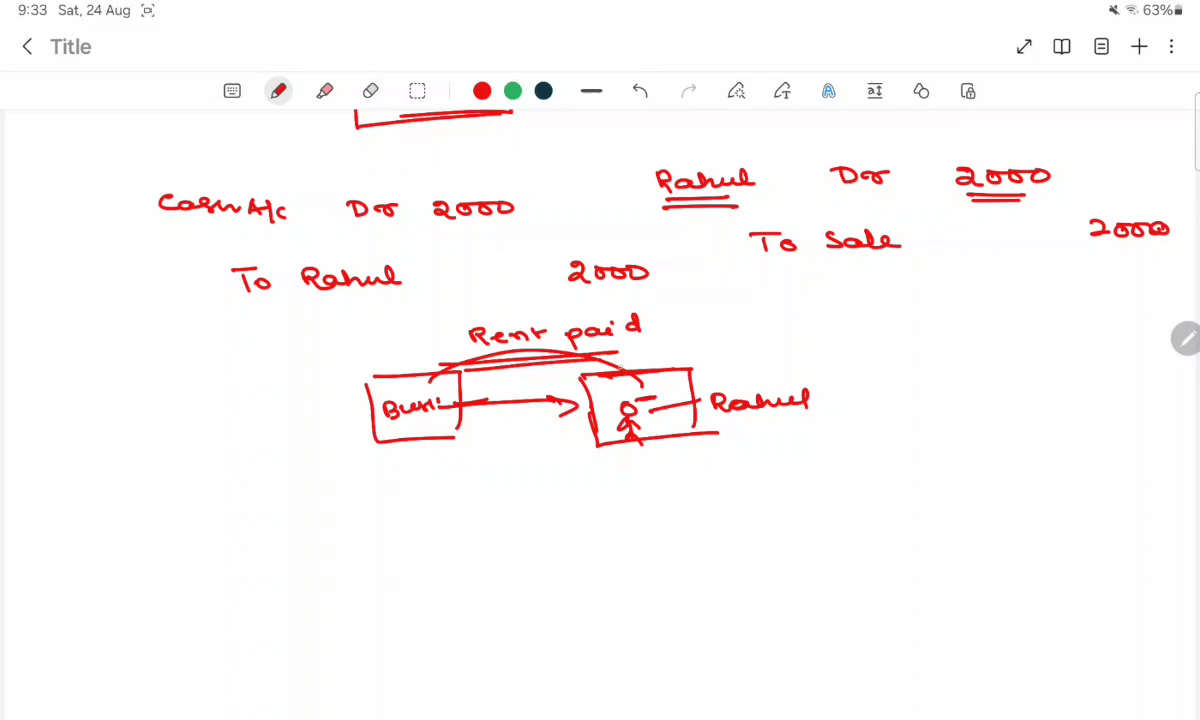 9:33 Sat, 24 Aug 63%
Title
Cash A/c Dr 2000
To Rahul 2000
Rahul Dr 2000
To Sale 2000
Rent paid
Busi
Rahul